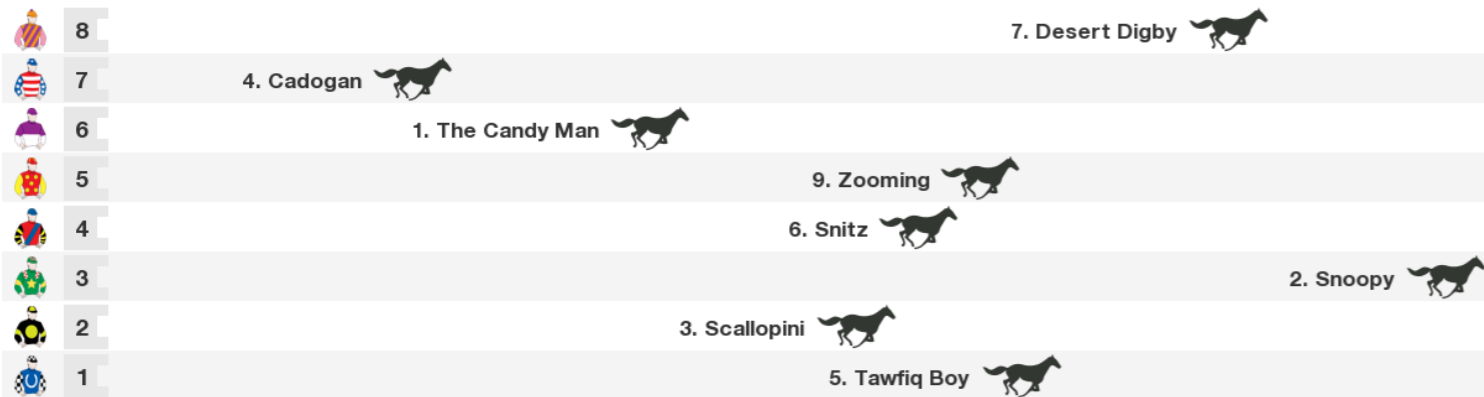 8 7. Desert Digby
7 4. Cadogan
6 1. The Candy Man
5 9. Zooming
4 6. Snitz
3 2. Snoopy
2 3. Scallopini
1 5. Tawfiq Boy